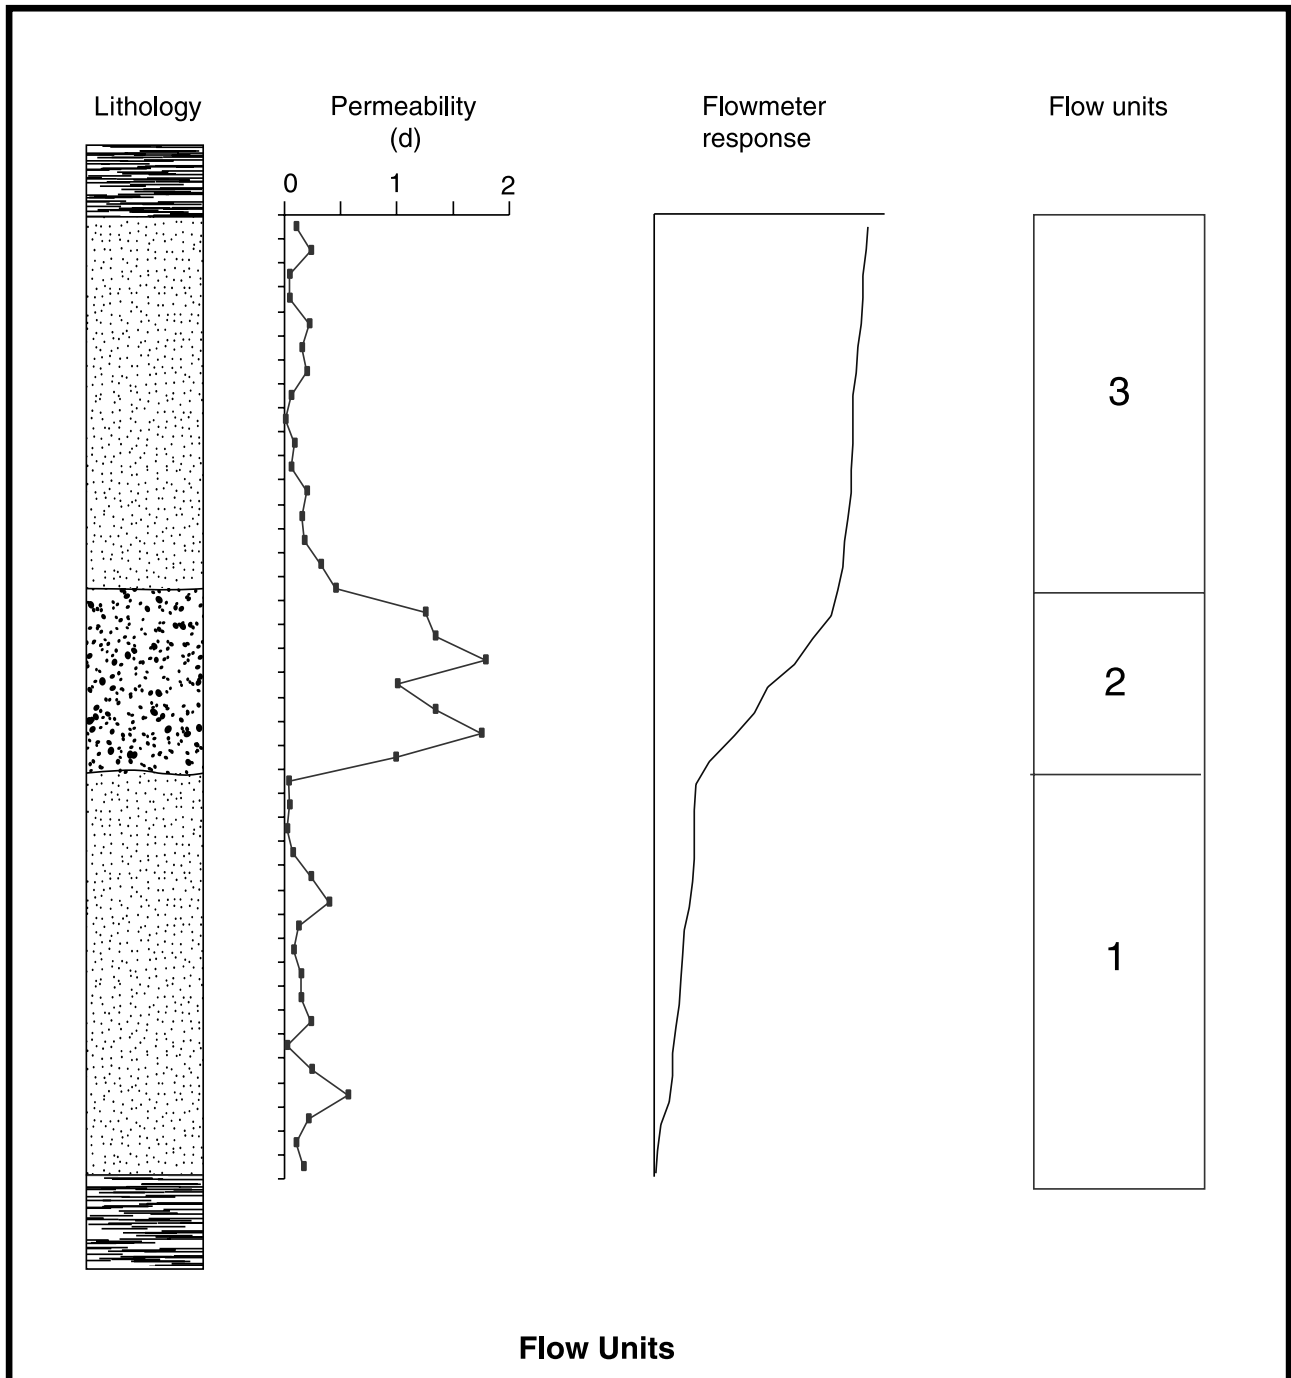 Lithology
Permeability
(d)
Flowmeter
response
Flow units
0 1 2
3
2
1
Flow Units